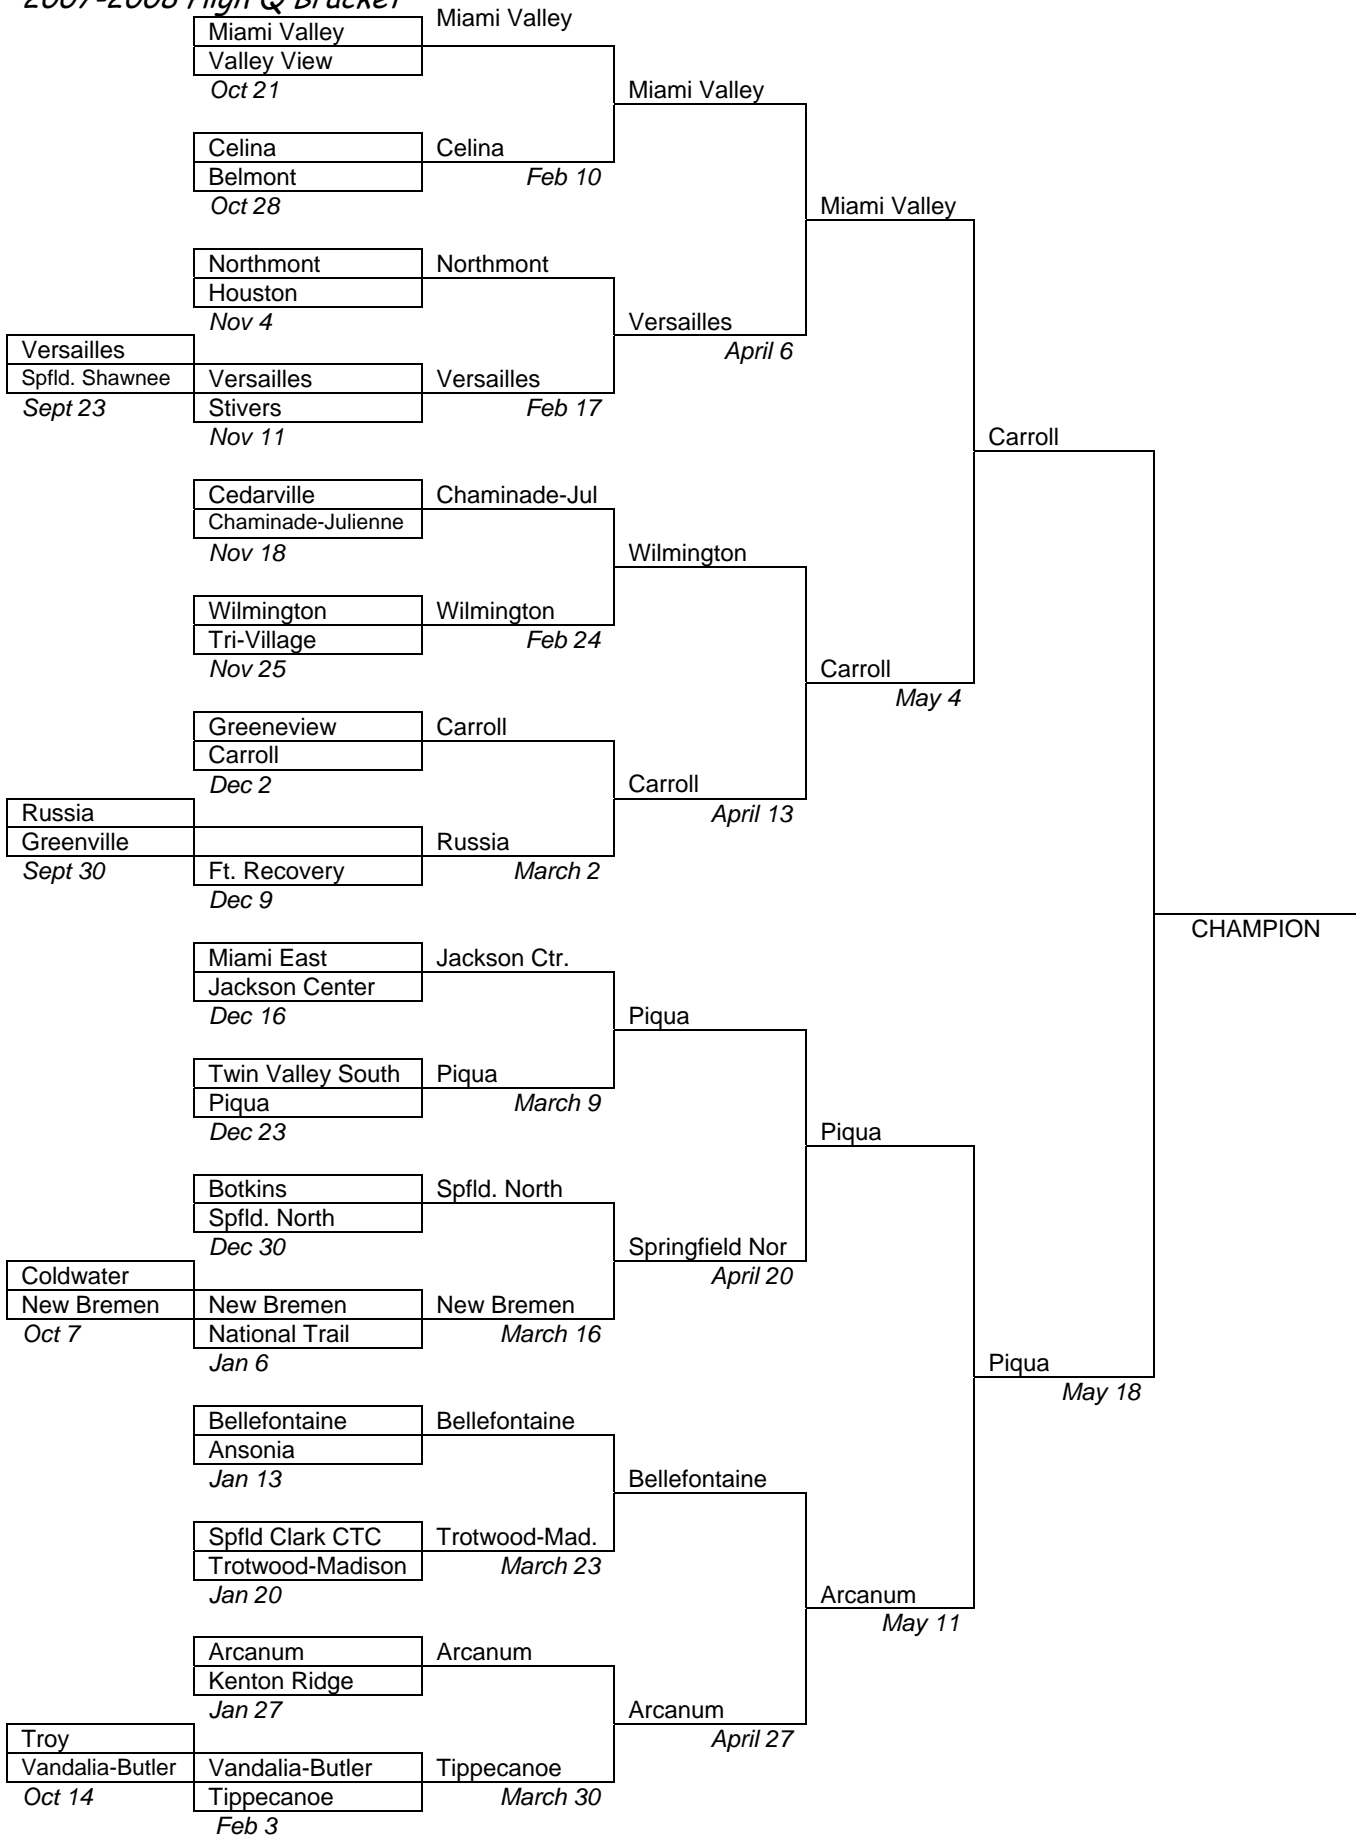 2007-2008 High Q Bracket
Miami Valley
Miami Valley
Valley View
Oct 21
Miami Valley
Celina
Celina
Belmont
Feb 10
Oct 28
Miami Valley
Northmont
Northmont
Houston
Nov 4
Versailles
Versailles
April 6
Spfld. Shawnee
Versailles
Versailles
Sept 23
Stivers
Feb 17
Nov 11
Carroll
Cedarville
Chaminade-Jul
Chaminade-Julienne
Nov 18
Wilmington
Wilmington
Wilmington
Tri-Village
Feb 24
Nov 25
Carroll
May 4
Greeneview
Carroll
Carroll
Dec 2
Carroll
Russia
April 13
Greenville
Russia
Sept 30
Ft. Recovery
March 2
Dec 9
CHAMPION
Miami East
Jackson Ctr.
Jackson Center
Dec 16
Piqua
Twin Valley South
Piqua
Piqua
March 9
Dec 23
Piqua
Botkins
Spfld. North
Spfld. North
Dec 30
Springfield Nor
Coldwater
April 20
New Bremen
New Bremen
New Bremen
Oct 7
National Trail
March 16
Jan 6
Piqua
May 18
Bellefontaine
Bellefontaine
Ansonia
Jan 13
Bellefontaine
Spfld Clark CTC
Trotwood-Mad.
Trotwood-Madison
March 23
Jan 20
Arcanum
May 11
Arcanum
Arcanum
Kenton Ridge
Jan 27
Arcanum
Troy
April 27
Vandalia-Butler
Vandalia-Butler
Tippecanoe
Oct 14
Tippecanoe
March 30
Feb 3